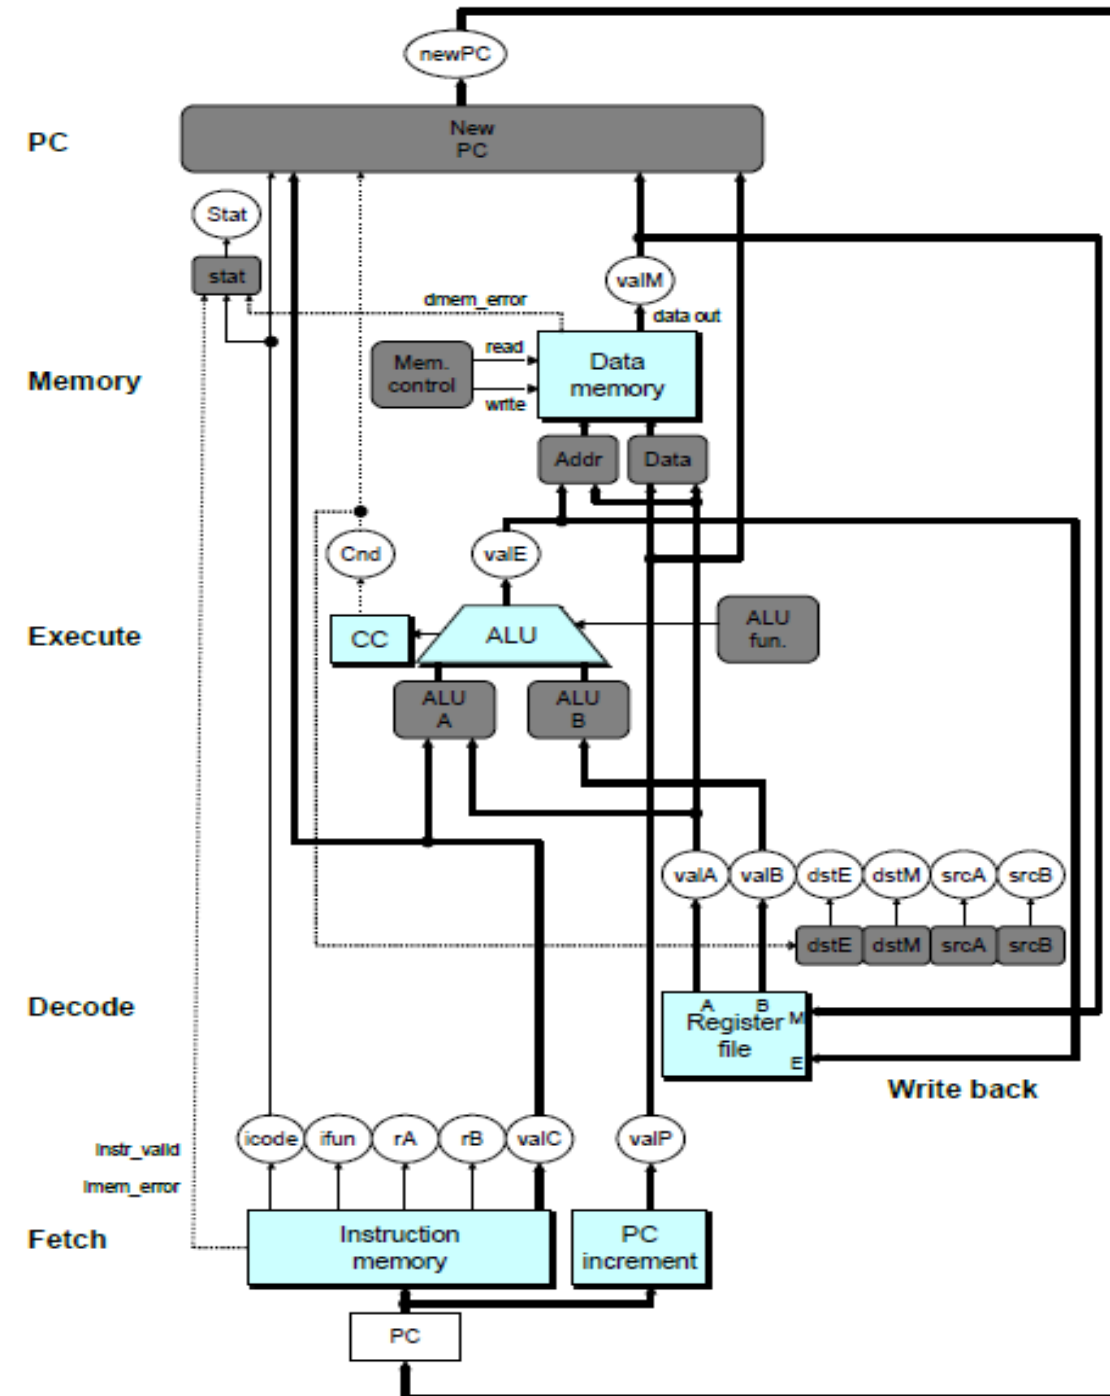 newPC
New
PC
PC
Stat
stat
valM
dmem_error
data out
read
Mem.
control
Data
memory
Memory
write
Addr
Data
Cnd
valE
CC
ALU
ALU
fun.
Execute
ALU
A
ALU
B
valA
valB
dstE
dstM
srcA
srcB
dstE
dstM
srcA
srcB
Decode
A
B
M
Register
file
E
Write back
icode
ifun
rA
rB
valC
valP
Instr_valid
Imem_error
Fetch
Instruction
memory
PC
increment
PC